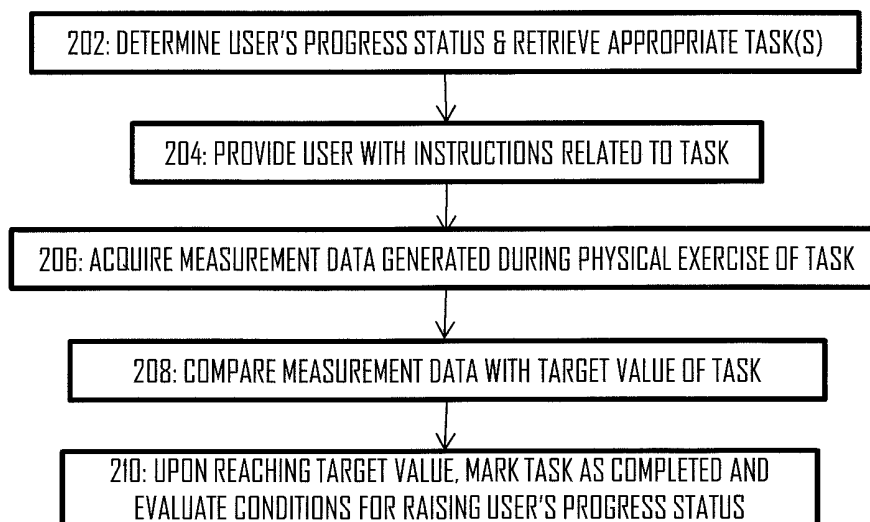 202: DETERMINE USER'S PROGRESS STATUS & RETRIEVE APPROPRIATE TASK(S)
204: PROVIDE USER WITH INSTRUCTIONS RELATED TO TASK
206: ACQUIRE MEASUREMENT DATA GENERATED DURING PHYSICAL EXERCISE OF TASK
208: COMPARE MEASUREMENT DATA WITH TARGET VALUE OF TASK
210: UPON REACHING TARGET VALUE, MARK TASK AS COMPLETED AND
EVALUATE CONDITIONS FOR RAISING USER'S PROGRESS STATUS